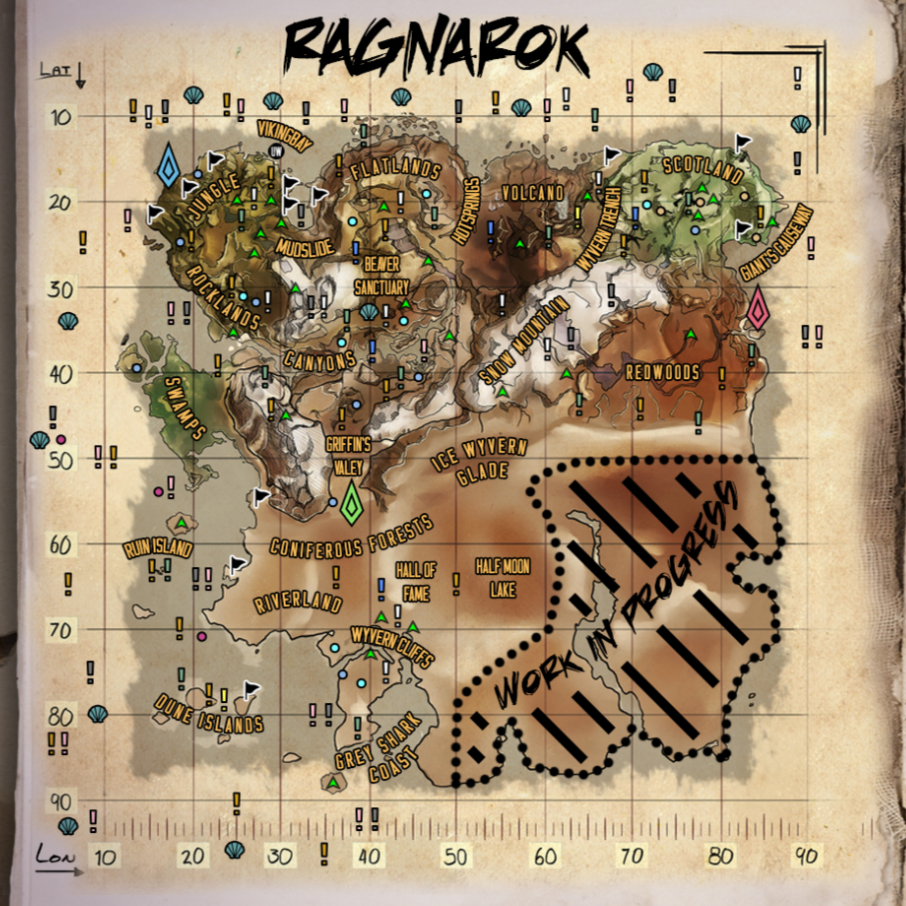 RAGNAROK
LAT
10
20
30
40
50
60
70
80
90
VIKINGBAY
UW
JUNGLE
FLATLANDS
HOTSPRINGS
VOLCANO
WYVERN TRENCH
SCOTLAND
GIANT'S CAUSEWAY
MUDSLIDE
BEAVER
SANCTUARY
ROCKLANDS
CANYONS
SNOW MOUNTAIN
REDWOODS
SWAMPS
GRIFFIN'S
VALEY
ICE WYVERN
GLADE
CONIFEROUS FORESTS
RUIN ISLAND
HALL OF
FAME
HALF MOON
LAKE
RIVERLAND
WYVERN CLIFFS
WORK IN PROGRESS
DUNE ISLANDS
GREY SHARK
COAST
LON 10 20 30 40 50 60 70 80 90